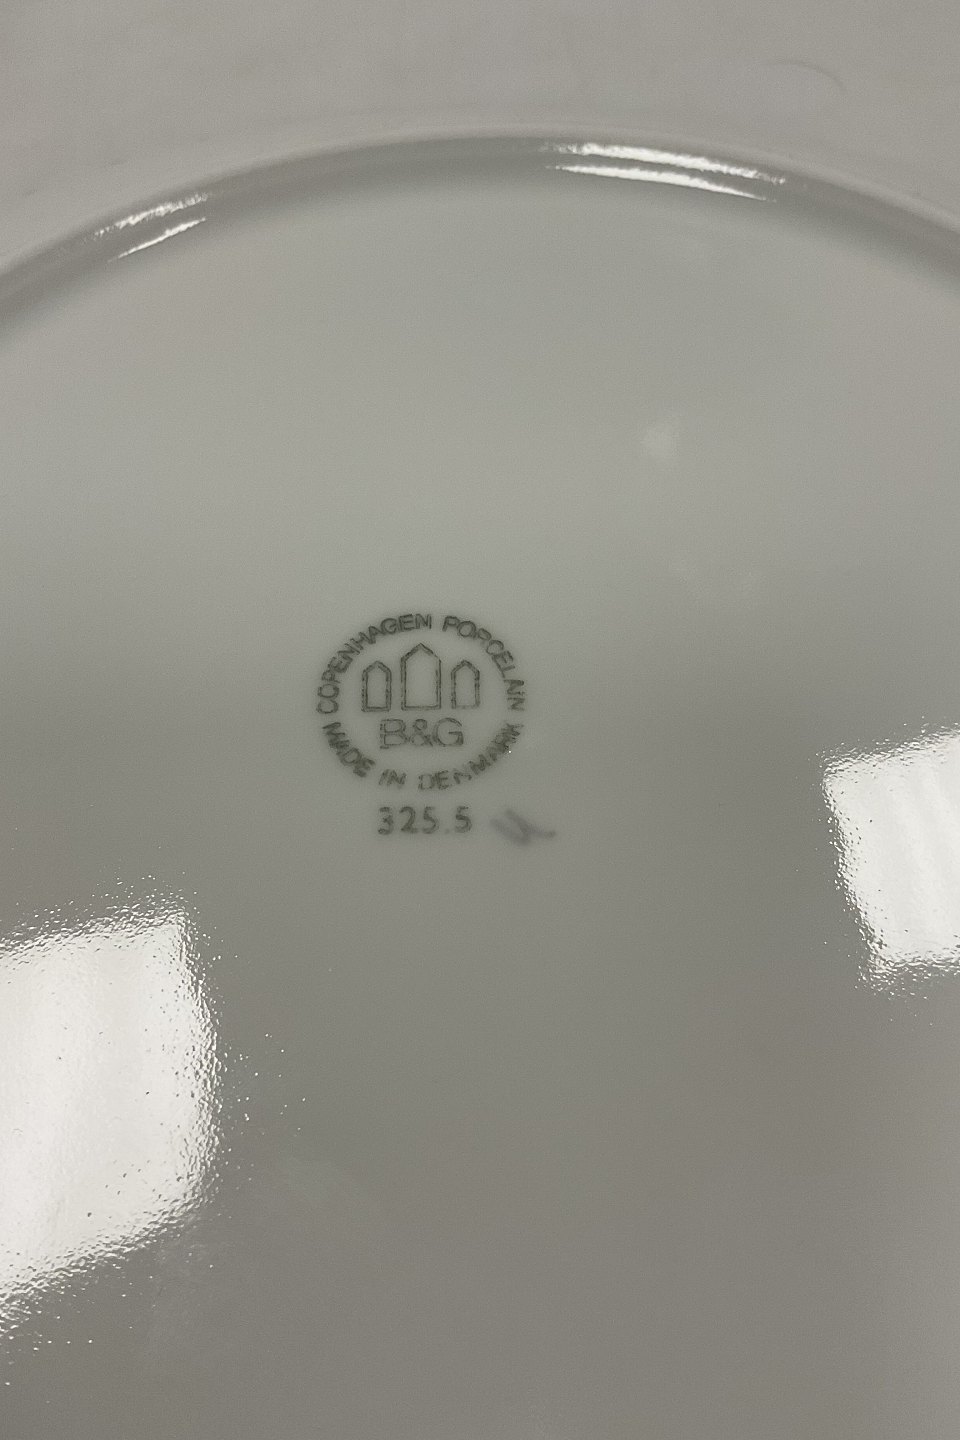 COPENHAGEN PORCELAIN
B&G
MADE IN DENMARK
325.5